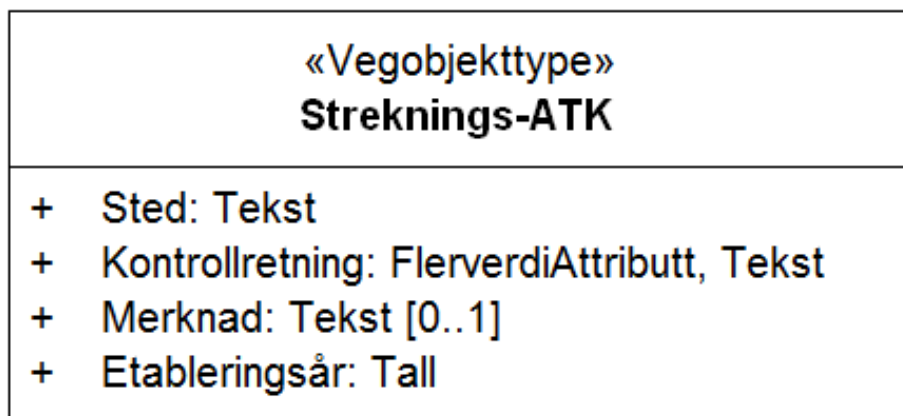 «Vegobjekttype»
Streknings-ATK
+ Sted: Tekst
+ Kontrollretning: FlerverdiAttributt, Tekst
+ Merknad: Tekst [0..1]
+ Etableringsår: Tall